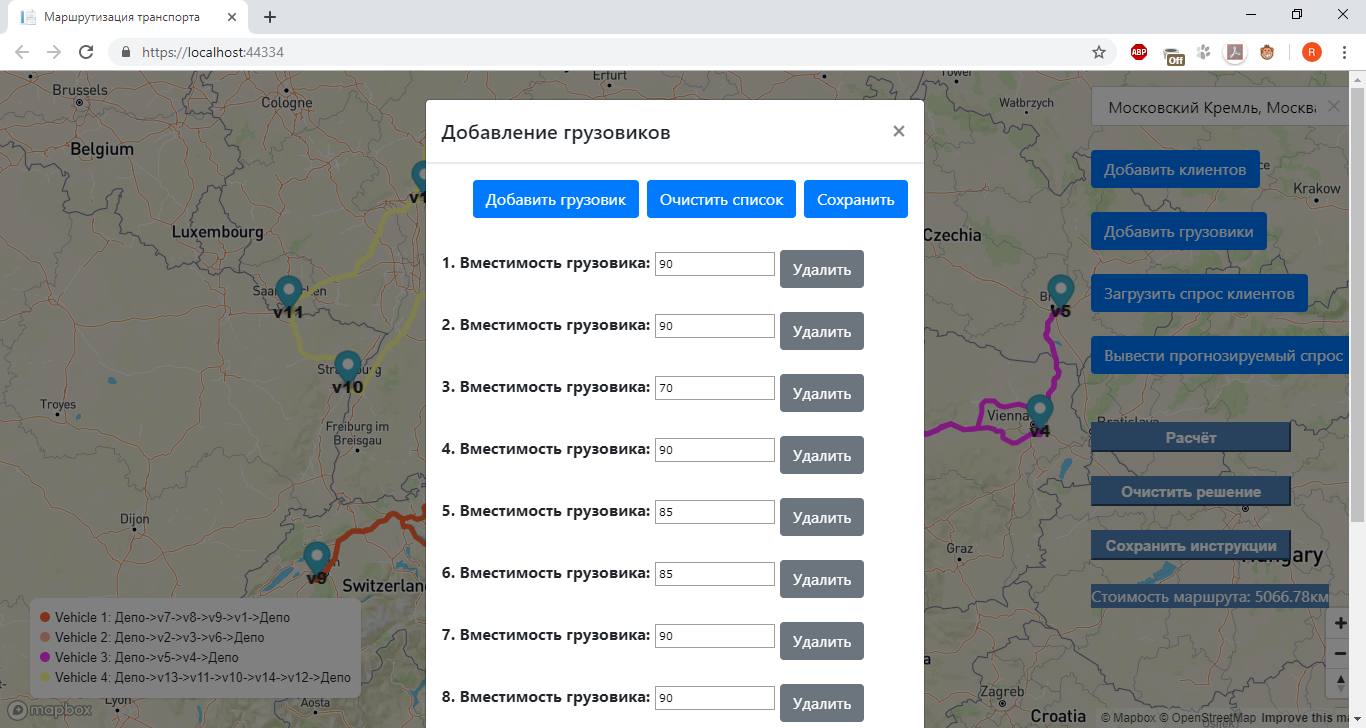 Маршрутизация транспорта
https://localhost:44334
ABP
Off
R
Добавление грузовиков
×
Добавить грузовик
Очистить список
Сохранить
1. Вместимость грузовика: 90 Удалить
2. Вместимость грузовика: 90 Удалить
3. Вместимость грузовика: 70 Удалить
4. Вместимость грузовика: 90 Удалить
5. Вместимость грузовика: 85 Удалить
6. Вместимость грузовика: 85 Удалить
7. Вместимость грузовика: 90 Удалить
8. Вместимость грузовика: 90 Удалить
Московский Кремль, Москва
Добавить клиентов
Добавить грузовики
Загрузить спрос клиентов
Вывести прогнозируемый спрос
Расчёт
Очистить решение
Сохранить инструкции
Стоимость маршрута: 5066.78км
Vehicle 1: Депо->v7->v8->v9->v1->Депо
Vehicle 2: Депо->v2->v3->v6->Депо
Vehicle 3: Депо->v5->v4->Депо
Vehicle 4: Депо->v13->v11->v10->v14->v12->Депо
Brussels
Cologne
Erfurt
Belgium
Luxembourg
v11
v10
Troyes
Freiburg im
Breisgau
Dijon
v9
Switzerland
Lyon
Aosta
Wałbrzych
Krakow
Czechia
v5
Vienna
v4
Bratislava
Graz
Hungary
Zagreb
Croatia
mapbox
© Mapbox © OpenStreetMap Improve this ma